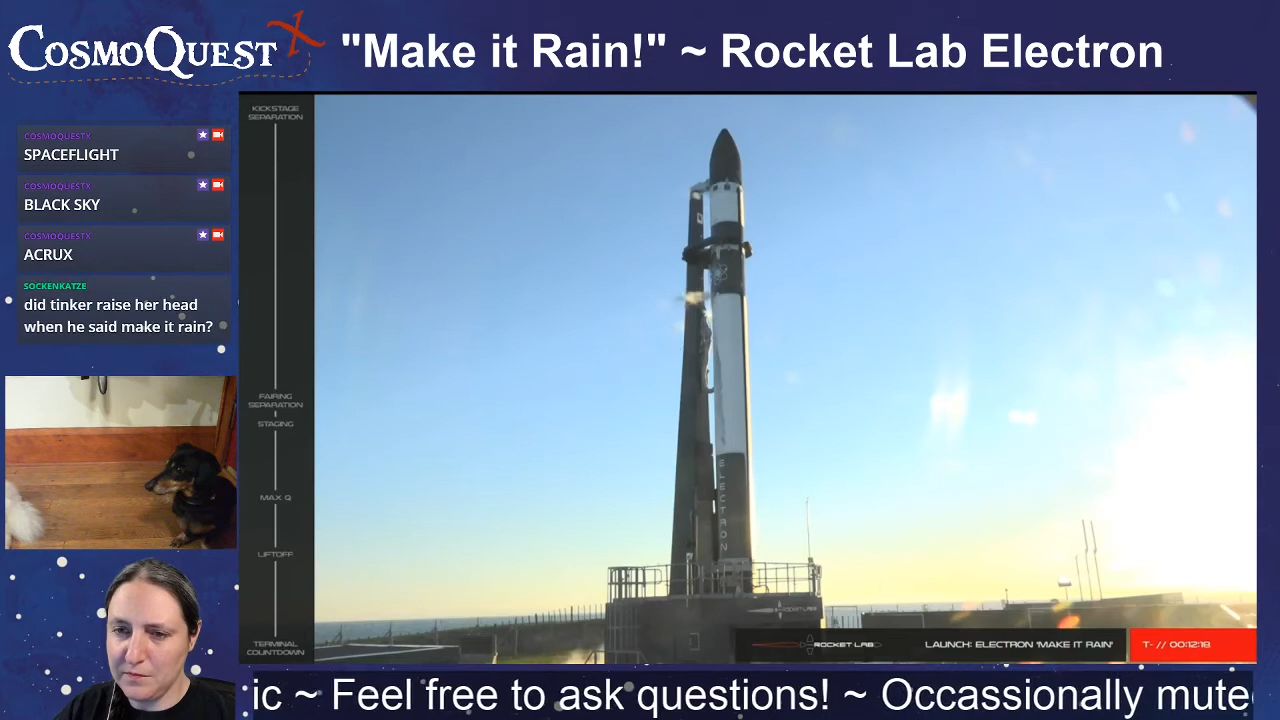 COSMOQUEST X
"Make it Rain!" ~ Rocket Lab Electron
COSMOQUESTX
SPACEFLIGHT
COSMOQUESTX
BLACK SKY
COSMOQUESTX
ACRUX
SOCKENKATZE
did tinker raise her head
when he said make it rain?
KICKSTAGE
SEPARATION
FAIRING
SEPARATION
STAGING
MAX Q
LIFTOFF
TERMINAL
COUNTDOWN
ELECTRON
ROCKET LAB
ROCKET LAB
LAUNCH: ELECTRON 'MAKE IT RAIN'
T- // 00:12:18
ic ~ Feel free to ask questions! ~ Occassionally mute